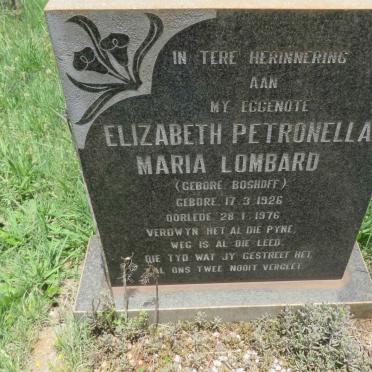 IN TERE HERINNERING
AAN
MY EGGENOTE
ELIZABETH PETRONELLA
MARIA LOMBARD
(GEBORE BOSHOFF)
GEBORE 17.3.1926
OORLEDE 28.1.1976
VERDWYN HET AL DIE PYNE,
WEG IS AL DIE LEED,
DIE TYD WAT JY GESTREEF HET,
SAL ONS TWEE NOOIT VERGEET.